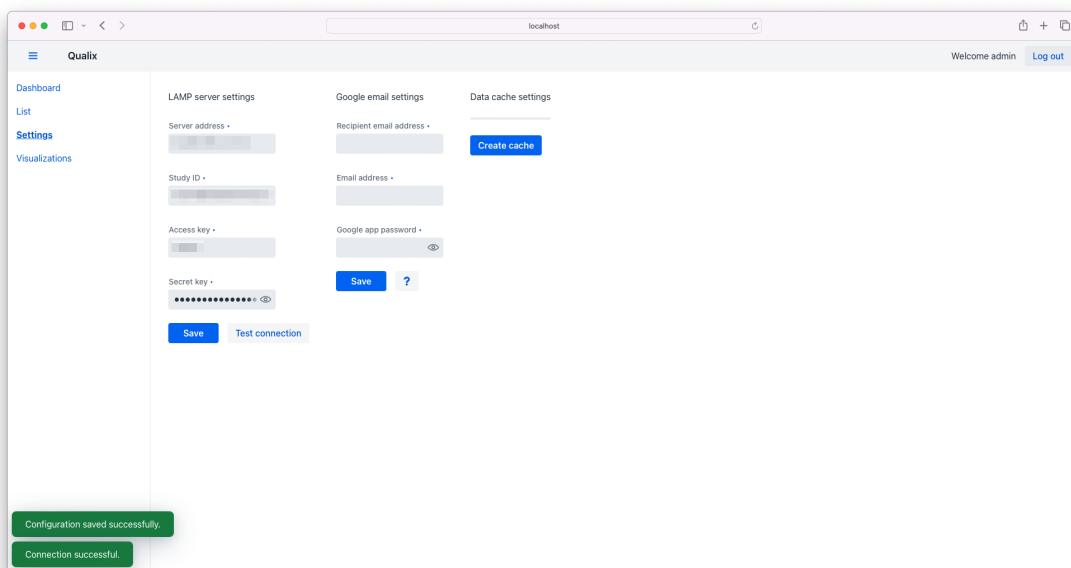 localhost
Qualix
Welcome admin
Log out
Dashboard
List
Settings
Visualizations
LAMP server settings
Server address •
Study ID •
Access key •
Secret key •
Save
Test connection
Google email settings
Recipient email address •
Email address •
Google app password •
Save
?
Data cache settings
Create cache
Configuration saved successfully.
Connection successful.